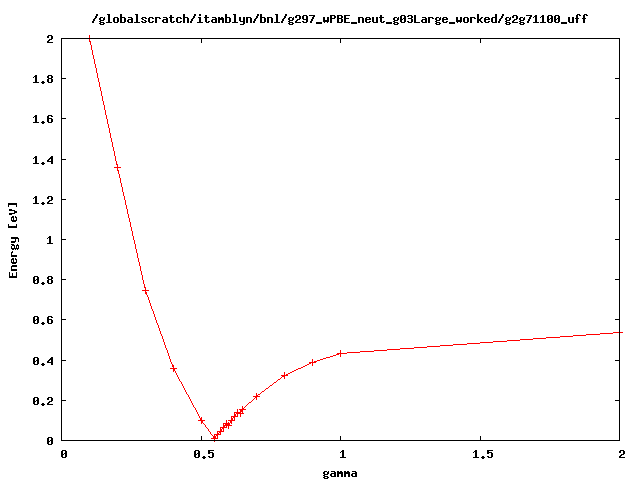 /globalscratch/itamblyn/bnl/g297_wPBE_neut_g03Large_worked/g2g71100_uff
2
1.8
1.6
1.4
1.2
1
0.8
0.6
0.4
0.2
0
Energy [eV]
0 0.5 1 1.5 2
gamma